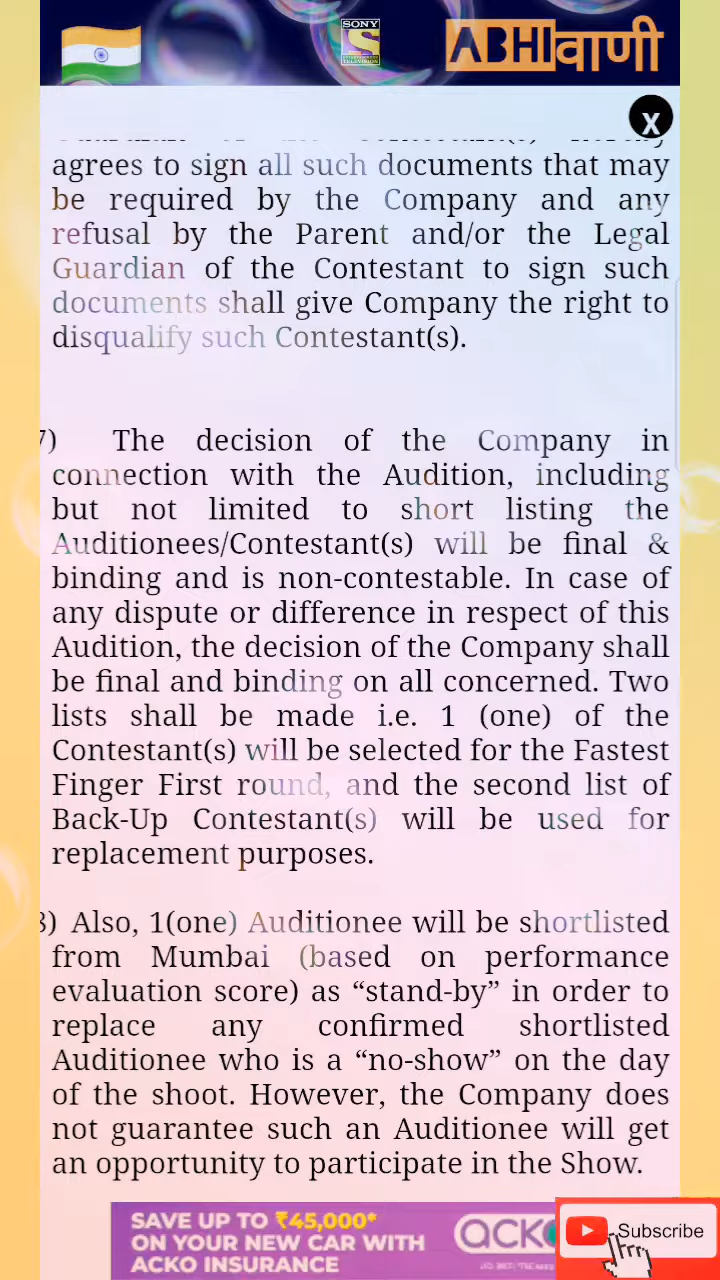 SONY
S
ENTERTAINMENT
TELEVISION
ABHIवाणी
X
agrees to sign all such documents that may
be required by the Company and any
refusal by the Parent and/or the Legal
Guardian of the Contestant to sign such
documents shall give Company the right to
disqualify such Contestant(s).
7) The decision of the Company in
connection with the Audition, including
but not limited to short listing the
Auditionees/Contestant(s) will be final &
binding and is non-contestable. In case of
any dispute or difference in respect of this
Audition, the decision of the Company shall
be final and binding on all concerned. Two
lists shall be made i.e. 1 (one) of the
Contestant(s) will be selected for the Fastest
Finger First round, and the second list of
Back-Up Contestant(s) will be used for
replacement purposes.
8) Also, 1(one) Auditionee will be shortlisted
from Mumbai (based on performance
evaluation score) as “stand-by” in order to
replace any confirmed shortlisted
Auditionee who is a “no-show” on the day
of the shoot. However, the Company does
not guarantee such an Auditionee will get
an opportunity to participate in the Show.
SAVE UP TO ₹45,000*
ON YOUR NEW CAR WITH
ACKO INSURANCE
acko
Subscribe